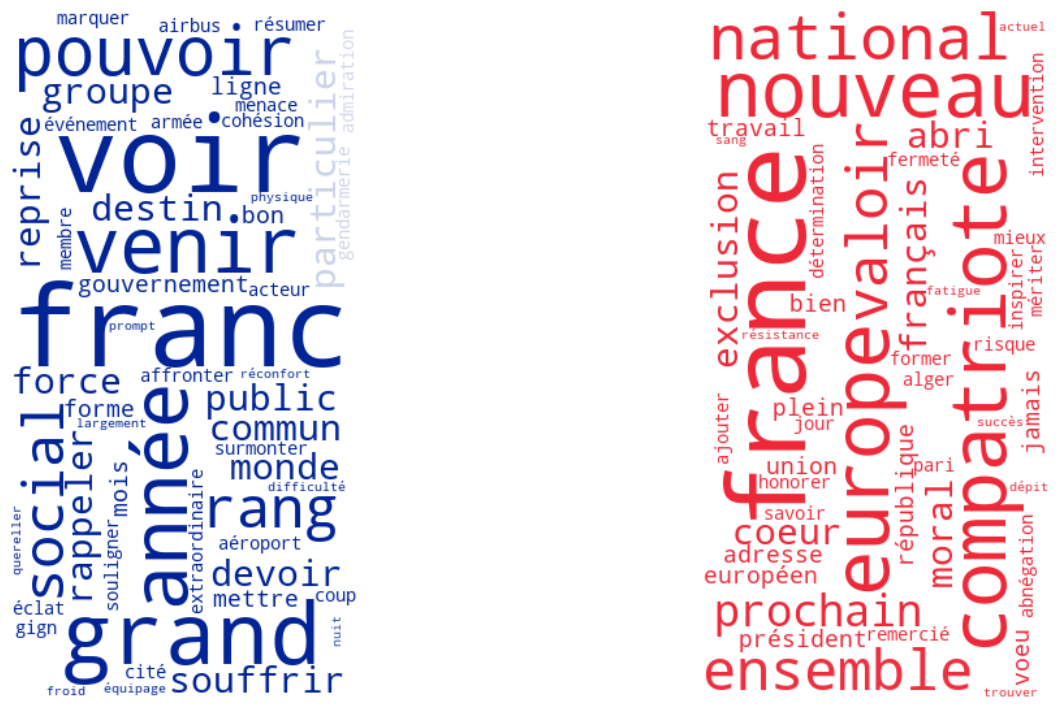 marquer
airbus
résumer
pouvoir
particulier
admiration
groupe
ligne
menace
événement
armée
cohésion
reprise
voir
physique
destin
bon
membre
venir
gendarmerie
gouvernement
acteur
franc
prompt
force
affronter
réconfort
forme
largement
public
social
année
commun
rappeler
surmonter
mois
monde
difficulté
extraordinaire
rang
quereller
souligner
aéroport
devoir
mettre
coup
éclat
gign
grand
nuit
cité
souffrir
froid
équipage
national
actuel
nouveau
intervention
travail
sang
abri
fermeté
exclusion
france
détermination
valoir
français
compatriote
mieux
inspirer
mériter
bien
fatigue
résistance
risque
former
europe
alger
jamais
ajouter
plein
jour
succès
union
honorer
république
pari
moral
dépit
savoir
coeur
adresse
européen
abnégation
prochain
président
remercié
voeu
ensemble
trouver